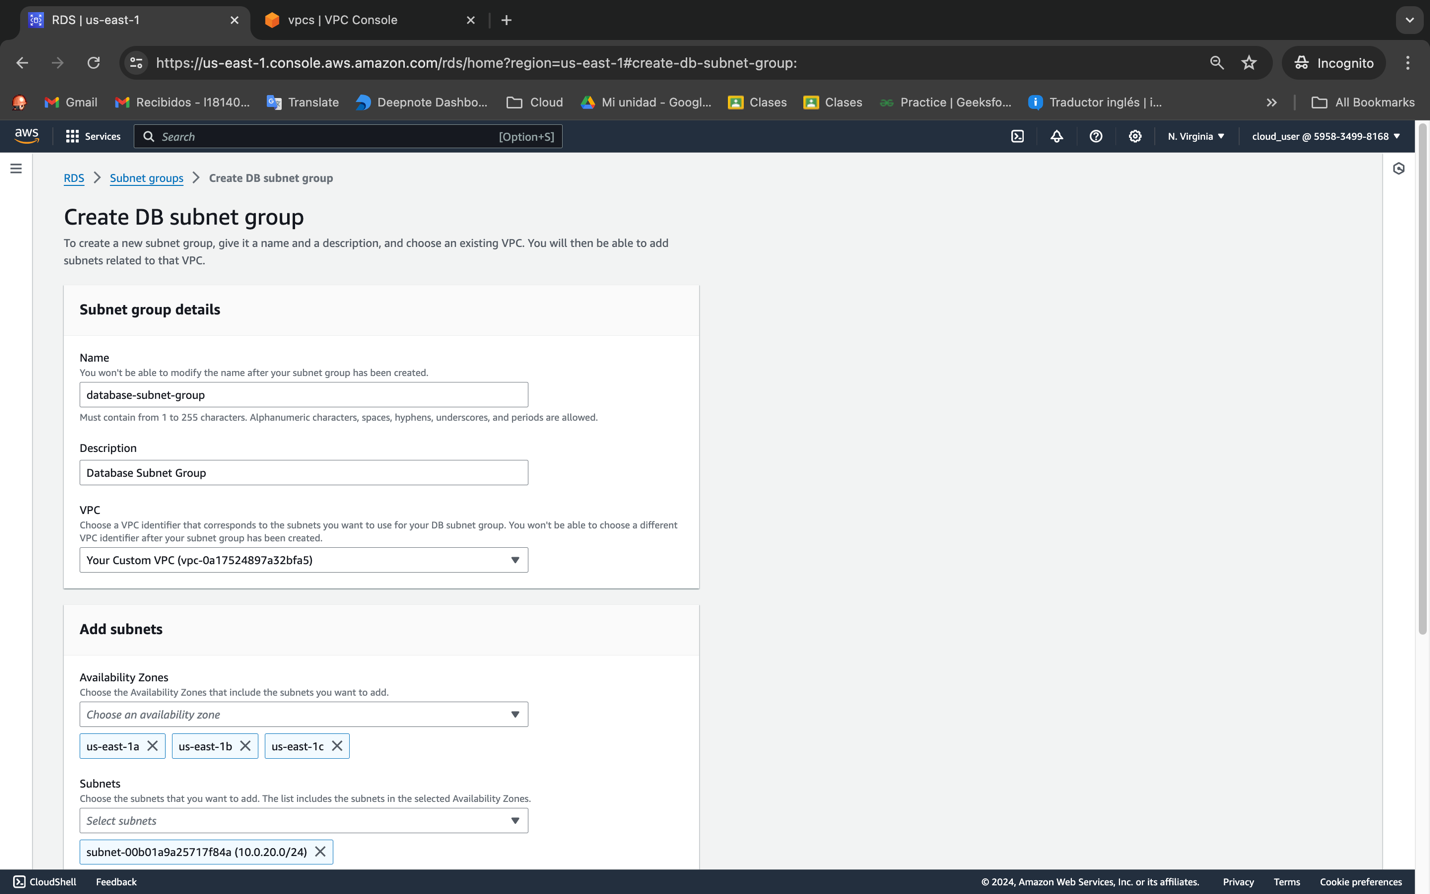 RDS | us-east-1
vpcs | VPC Console
https://us-east-1.console.aws.amazon.com/rds/home?region=us-east-1#create-db-subnet-group:
Incognito
Gmail
Recibidos - l18140...
Translate
Deepnote Dashbo...
Cloud
Mi unidad - Googl...
Clases
Clases
Practice | Geeksfo...
Traductor inglés | i...
All Bookmarks
aws
Services
Search
[Option+S]
N. Virginia
cloud_user @ 5958-3499-8168
RDS > Subnet groups > Create DB subnet group
Create DB subnet group
To create a new subnet group, give it a name and a description, and choose an existing VPC. You will then be able to add
subnets related to that VPC.
Subnet group details
Name
You won't be able to modify the name after your subnet group has been created.
database-subnet-group
Must contain from 1 to 255 characters. Alphanumeric characters, spaces, hyphens, underscores, and periods are allowed.
Description
Database Subnet Group
VPC
Choose a VPC identifier that corresponds to the subnets you want to use for your DB subnet group. You won't be able to choose a different
VPC identifier after your subnet group has been created.
Your Custom VPC (vpc-0a17524897a32bfa5)
Add subnets
Availability Zones
Choose the Availability Zones that include the subnets you want to add.
Choose an availability zone
us-east-1a
us-east-1b
us-east-1c
Subnets
Choose the subnets that you want to add. The list includes the subnets in the selected Availability Zones.
Select subnets
subnet-00b01a9a25717f84a (10.0.20.0/24)
CloudShell
Feedback
© 2024, Amazon Web Services, Inc. or its affiliates.
Privacy
Terms
Cookie preferences